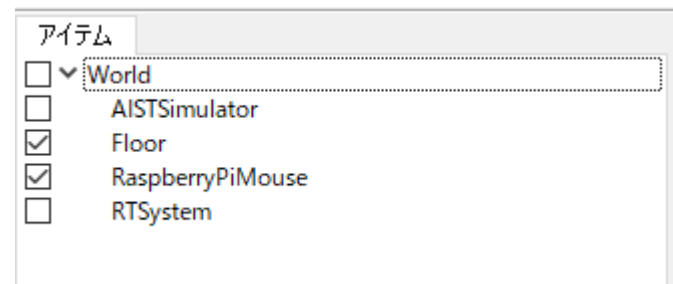 アイテム
World
AISTSimulator
Floor
RaspberryPiMouse
RTSystem